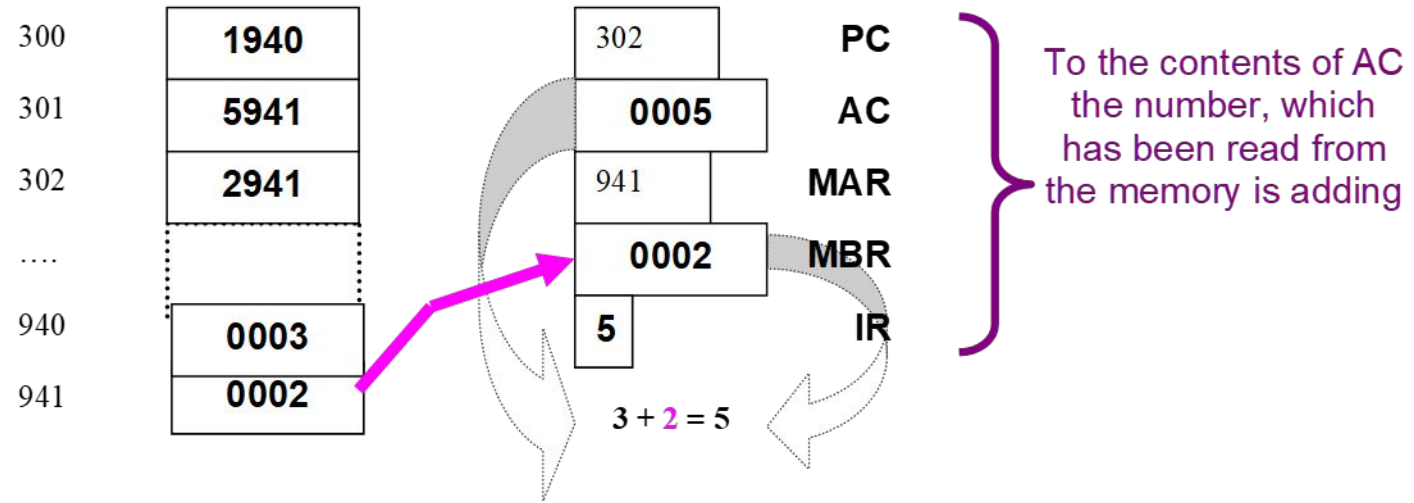 300 1940 302 PC
301 5941 0005 AC
302 2941 941 MAR
.... 0002 MBR
940 0003 5 IR
941 0002
3 + 2 = 5
To the contents of AC
the number, which
has been read from
the memory is adding